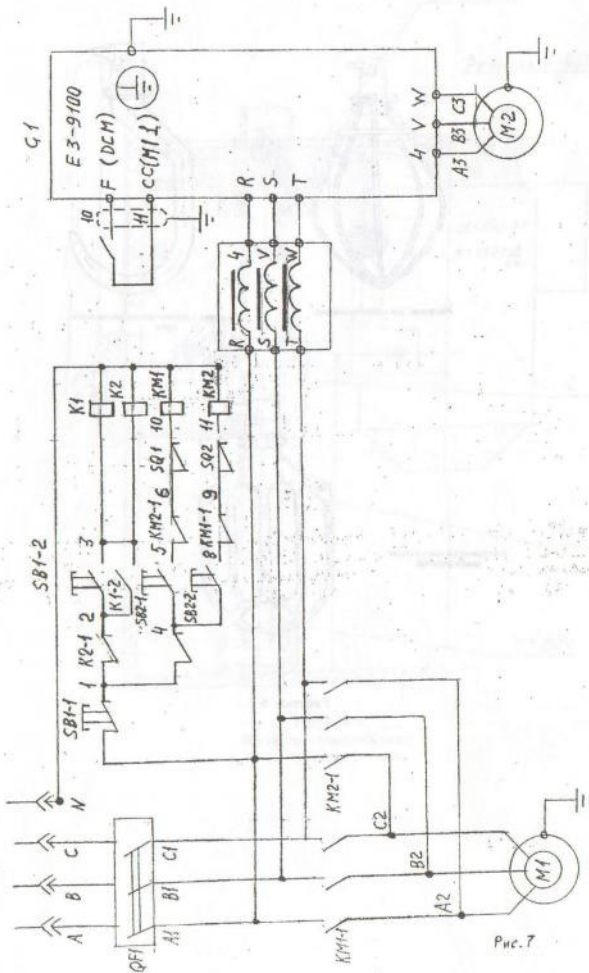 G1
E3-9100
F (DCM)
CC(MIД)
10
11
R
S
T
4
V
W
A3
B3
C3
M2
R
S
T
4
V
W
SB1-2
K1
K2
KM1
KM2
10
11
SQ1
SQ2
6
9
KM2-1
KM1-1
5
8
3
K1-2
SB2-1
SB2-2
2
4
K2-1
1
SB1-1
N
C
B
A
QF1
C1
B1
A1
KM2-1
KM1-1
C2
B2
A2
M1
Рис. 7